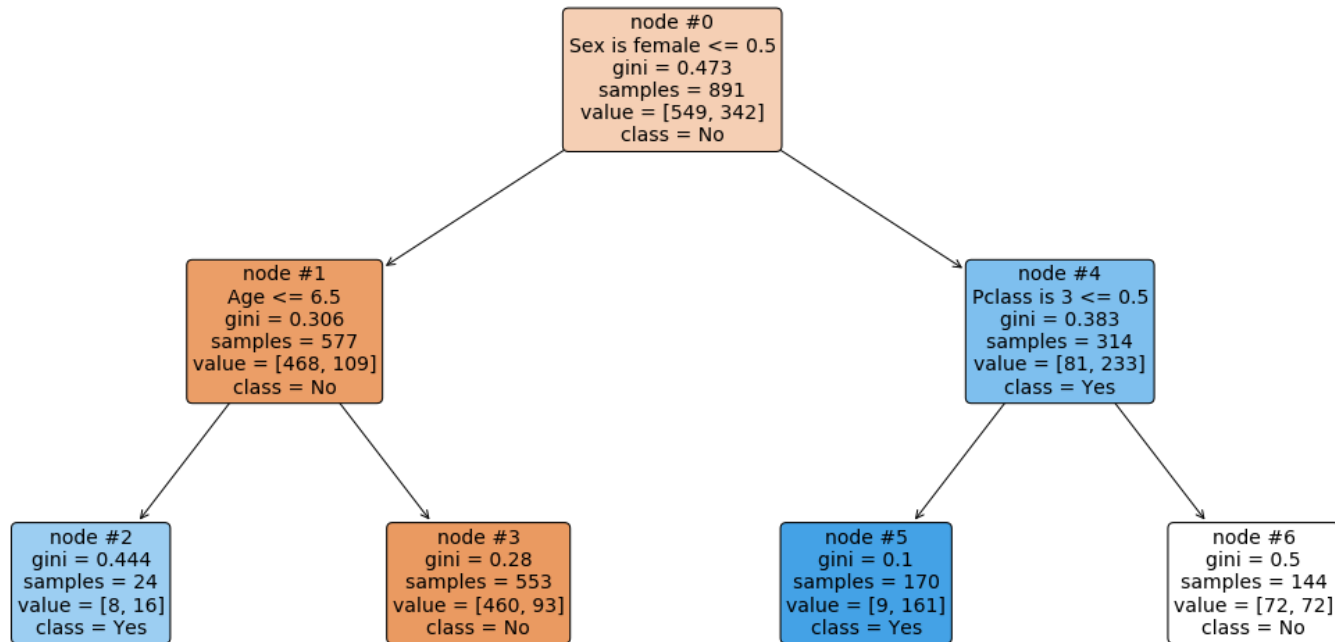 node #0
Sex is female <= 0.5
gini = 0.473
samples = 891
value = [549, 342]
class = No
node #1
Age <= 6.5
gini = 0.306
samples = 577
value = [468, 109]
class = No
node #4
Pclass is 3 <= 0.5
gini = 0.383
samples = 314
value = [81, 233]
class = Yes
node #2
gini = 0.444
samples = 24
value = [8, 16]
class = Yes
node #3
gini = 0.28
samples = 553
value = [460, 93]
class = No
node #5
gini = 0.1
samples = 170
value = [9, 161]
class = Yes
node #6
gini = 0.5
samples = 144
value = [72, 72]
class = No